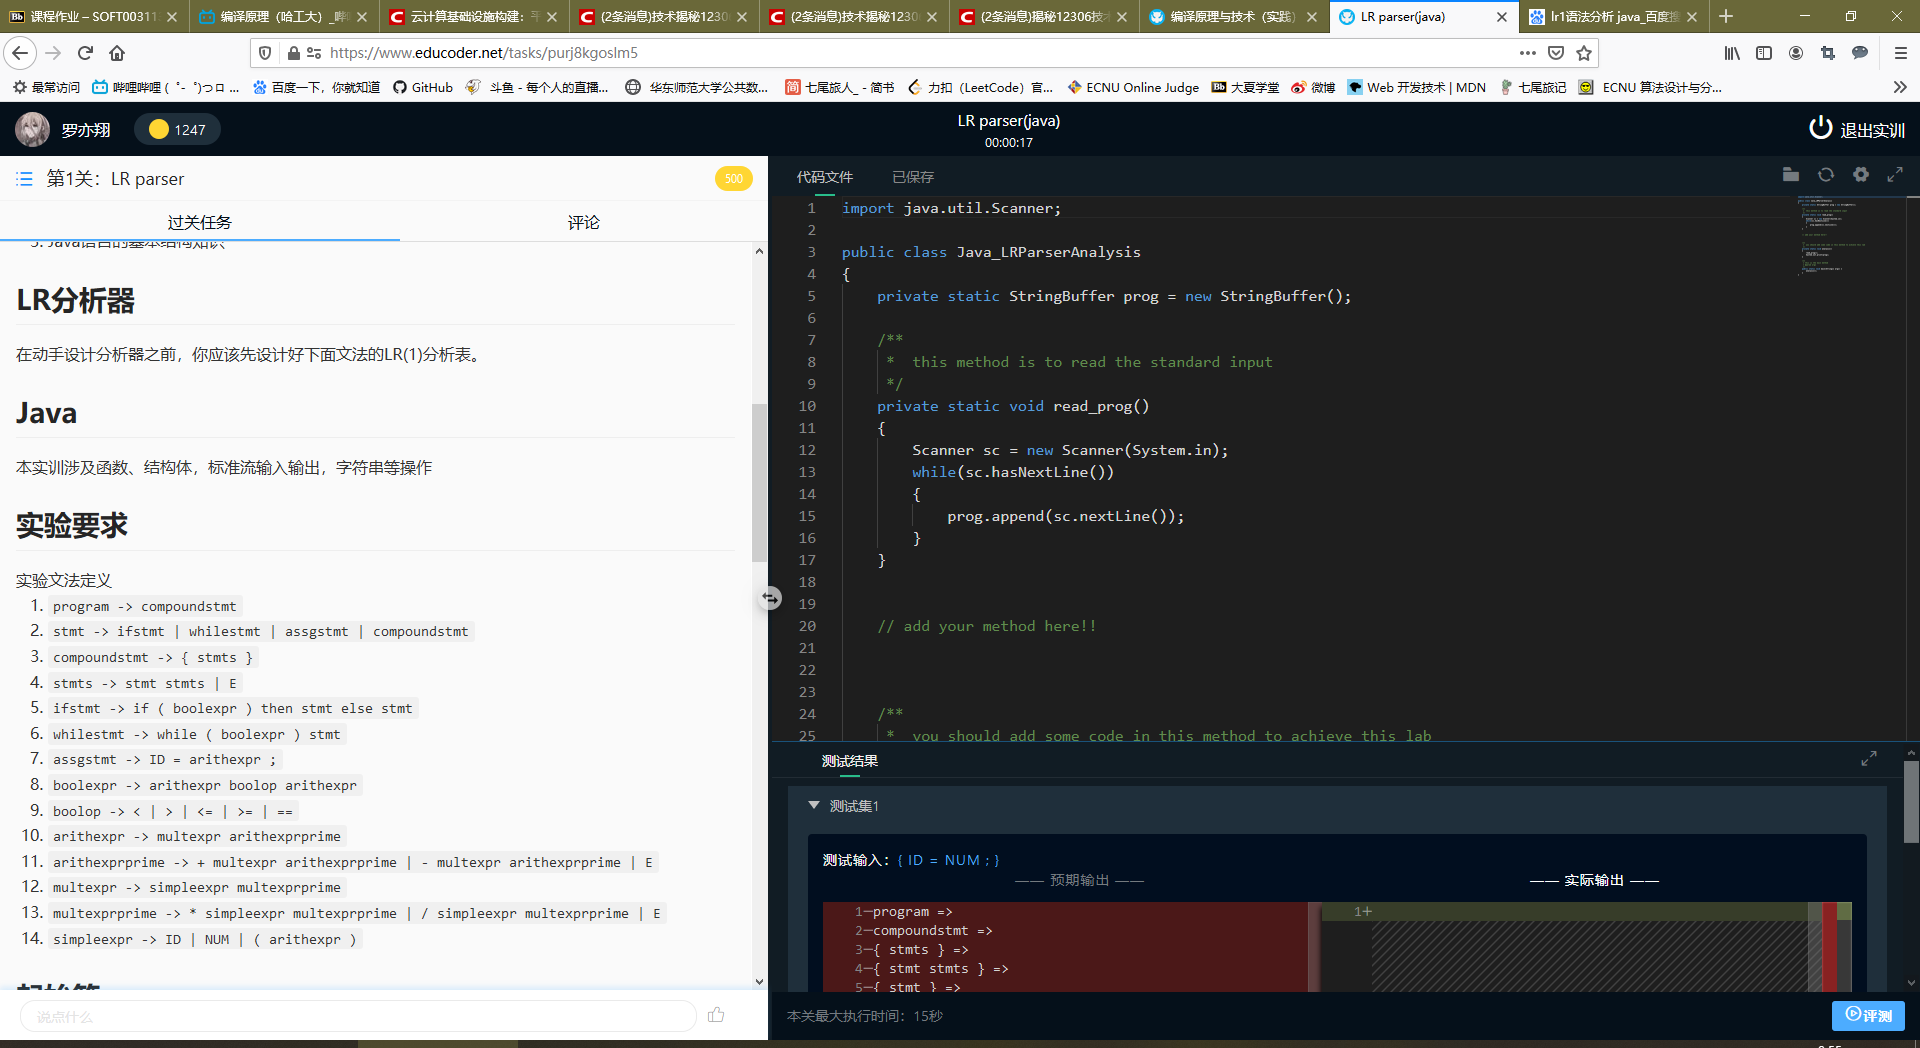 课程作业 – SOFT00311
编译原理（哈工大）_哔
云计算基础设施构建：
(2条消息)技术揭秘1230
(2条消息)技术揭秘1230
(2条消息)揭秘12306技
编译原理与技术（实践）
LR parser(java)
lr1语法分析 java_百度搜
https://www.educoder.net/tasks/purj8kgoslm5
最常访问
哔哩哔哩 ( ゜- ゜)つロ ...
百度一下，你就知道
GitHub
斗鱼 - 每个人的直播...
华东师范大学公共数...
七尾旅人_ - 简书
力扣（LeetCode）官...
ECNU Online Judge
大夏学堂
微博
Web 开发技术 | MDN
七尾旅记
ECNU 算法设计与分...
罗亦翔
1247
LR parser(java)
00:00:17
退出实训
第1关：LR parser
500
过关任务
评论
3. Java语言的基本结构知识
LR分析器
在动手设计分析器之前，你应该先设计好下面文法的LR(1)分析表。
Java
本实训涉及函数、结构体，标准流输入输出，字符串等操作
实验要求
实验文法定义
1. program -> compoundstmt
2. stmt -> ifstmt | whilestmt | assgstmt | compoundstmt
3. compoundstmt -> { stmts }
4. stmts -> stmt stmts | E
5. ifstmt -> if ( boolexpr ) then stmt else stmt
6. whilestmt -> while ( boolexpr ) stmt
7. assgstmt -> ID = arithexpr ;
8. boolexpr -> arithexpr boolop arithexpr
9. boolop -> < | > | <= | >= | ==
10. arithexpr -> multexpr arithexprprime
11. arithexprprime -> + multexpr arithexprprime | - multexpr arithexprprime | E
12. multexpr -> simpleexpr multexprprime
13. multexprprime -> * simpleexpr multexprprime | / simpleexpr multexprprime | E
14. simpleexpr -> ID | NUM | ( arithexpr )
起始符
说点什么
代码文件
已保存
1 import java.util.Scanner;
2
3 public class Java_LRParserAnalysis
4 {
5 private static StringBuffer prog = new StringBuffer();
6
7 /**
8 * this method is to read the standard input
9 */
10 private static void read_prog()
11 {
12 Scanner sc = new Scanner(System.in);
13 while(sc.hasNextLine())
14 {
15 prog.append(sc.nextLine());
16 }
17 }
18
19
20 // add your method here!!
21
22
23
24 /**
25 * you should add some code in this method to achieve this lab
测试结果
测试集1
测试输入：{ ID = NUM ; }
—— 预期输出 ——
—— 实际输出 ——
1—program =>
2—compoundstmt =>
3—{ stmts } =>
4—{ stmt stmts } =>
5—{ stmt } =>
1+
本关最大执行时间：15秒
评测